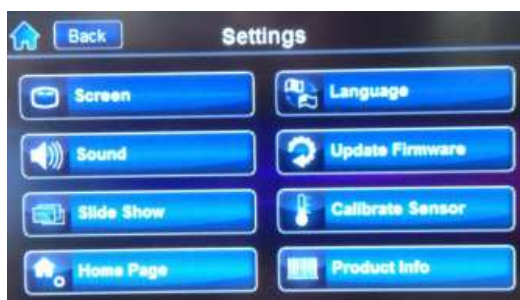 Back
Settings
Screen
Language
Sound
Update Firmware
Slide Show
Calibrate Sensor
Home Page
Product Info